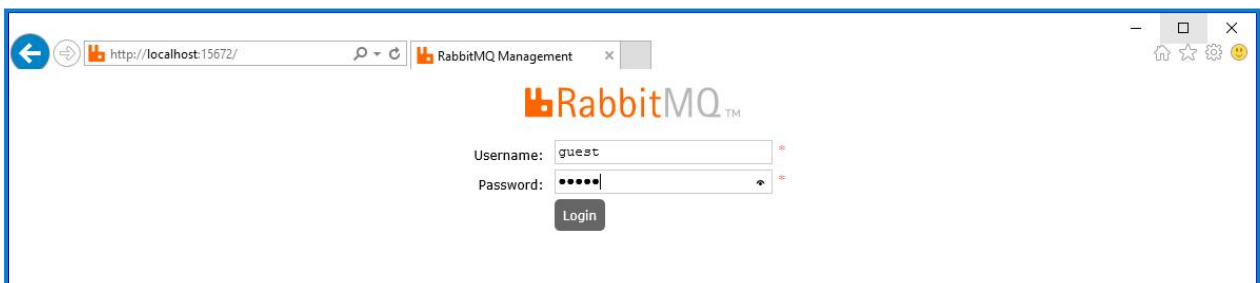 http://localhost:15672/ RabbitMQ Management
RabbitMQ TM
Username: guest *
Password: ••••• *
Login